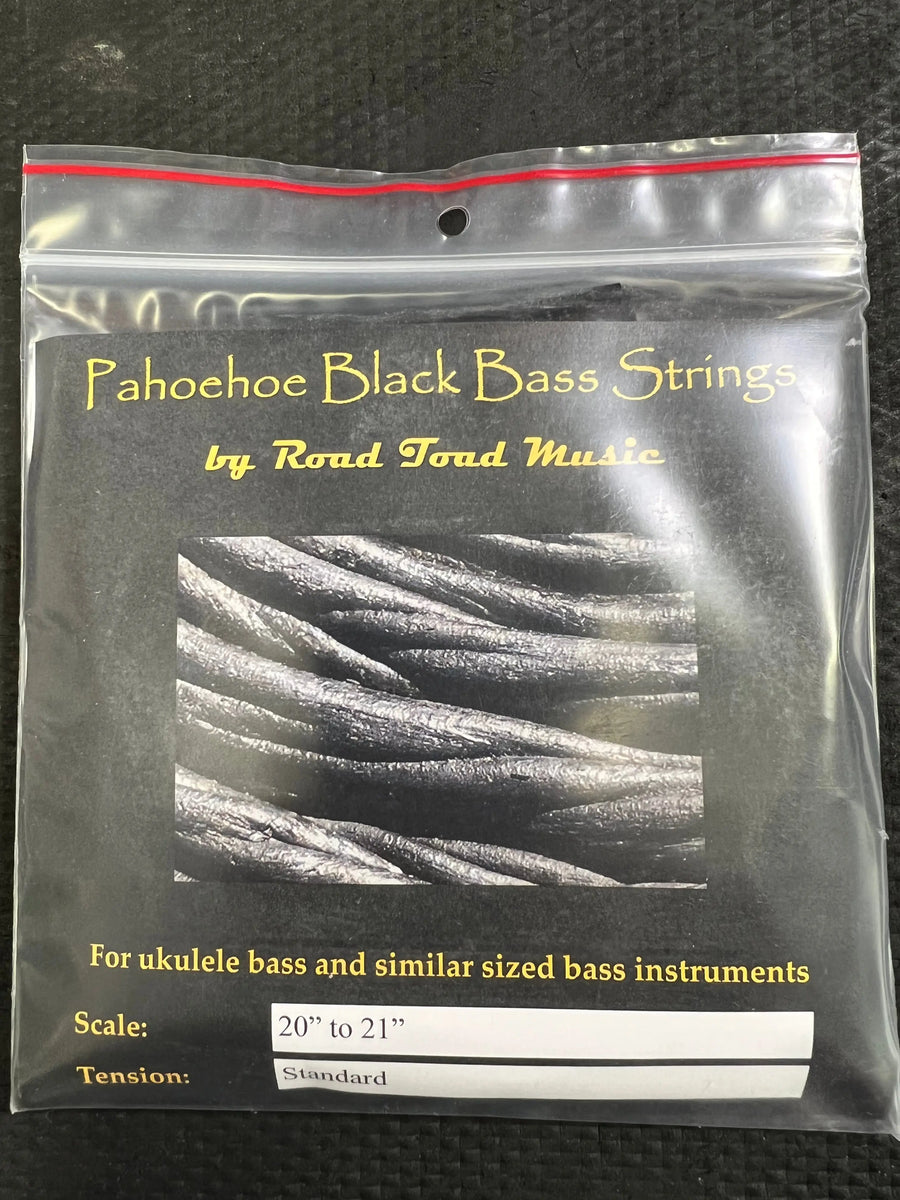 Pahoehoe Black Bass Strings
by Road Toad Music
For ukulele bass and similar sized bass instruments
Scale: 20” to 21”
Tension: Standard